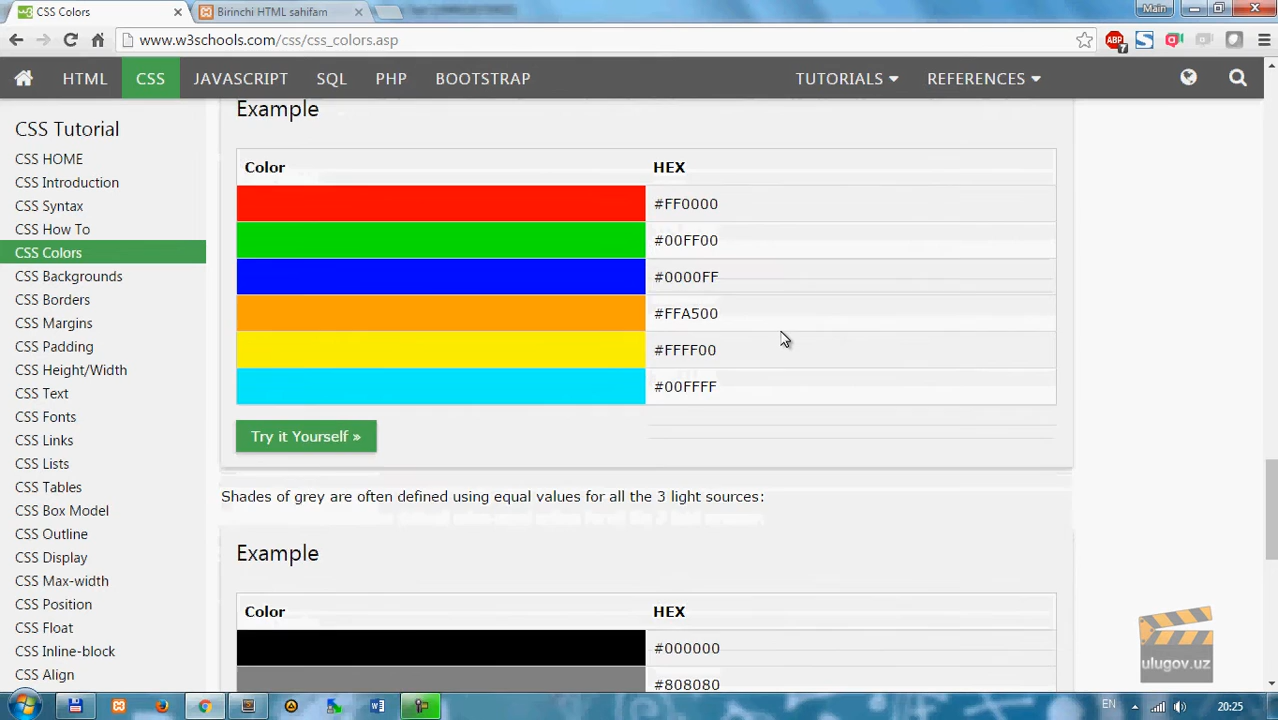 CSS Colors
Birinchi HTML sahifam
Main
www.w3schools.com/css/css_colors.asp
ABP
7
HTML
CSS
JAVASCRIPT
SQL
PHP
BOOTSTRAP
TUTORIALS
REFERENCES
CSS Tutorial
CSS HOME
CSS Introduction
CSS Syntax
CSS How To
CSS Colors
CSS Backgrounds
CSS Borders
CSS Margins
CSS Padding
CSS Height/Width
CSS Text
CSS Fonts
CSS Links
CSS Lists
CSS Tables
CSS Box Model
CSS Outline
CSS Display
CSS Max-width
CSS Position
CSS Float
CSS Inline-block
CSS Align
Example
Color HEX
#FF0000
#00FF00
#0000FF
#FFA500
#FFFF00
#00FFFF
Try it Yourself »
Shades of grey are often defined using equal values for all the 3 light sources:
Example
Color HEX
#000000
#808080
ulugov.uz
EN
20:25